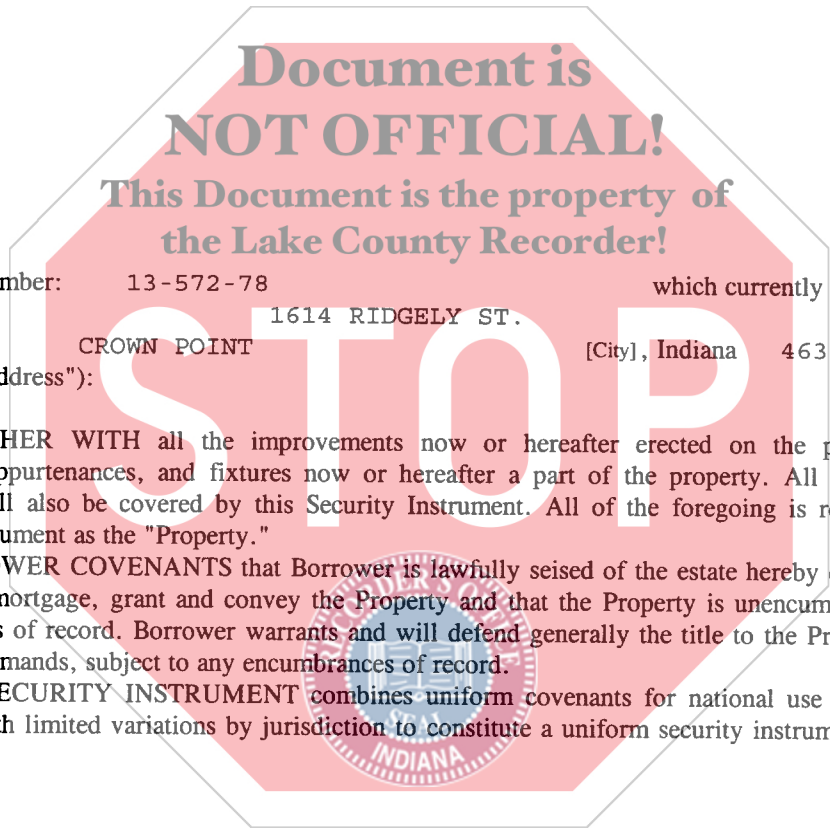 Document is
NOT OFFICIAL!
This Document is the property of
the Lake County Recorder!
mber: 13-572-78 which currently
1614 RIDGELY ST.
CROWN POINT [City], Indiana 463
ddress"):
STOP
HER WITH all the improvements now or hereafter erected on the p
ppurtenances, and fixtures now or hereafter a part of the property. All
ll also be covered by this Security Instrument. All of the foregoing is r
ument as the "Property."
WER COVENANTS that Borrower is lawfully seised of the estate hereby
mortgage, grant and convey the Property and that the Property is unencum
s of record. Borrower warrants and will defend generally the title to the Pr
mands, subject to any encumbrances of record.
ECURITY INSTRUMENT combines uniform covenants for national use
h limited variations by jurisdiction to constitute a uniform security instrum
RECORDER'S OFFICE
SEAL
INDIANA